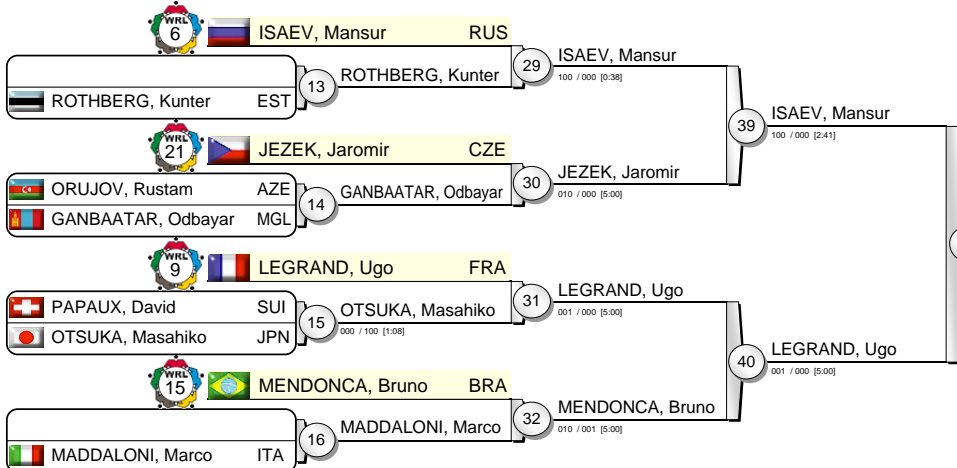 WRL
6
ISAEV, Mansur RUS
29
ISAEV, Mansur
100 / 000 [0:38]
13
ROTHBERG, Kunter
ROTHBERG, Kunter EST
39
ISAEV, Mansur
100 / 000 [2:41]
WRL
21
JEZEK, Jaromir CZE
30
JEZEK, Jaromir
010 / 000 [5:00]
ORUJOV, Rustam AZE
14
GANBAATAR, Odbayar
GANBAATAR, Odbayar MGL
WRL
9
LEGRAND, Ugo FRA
31
LEGRAND, Ugo
001 / 000 [5:00]
PAPAUX, David SUI
15
OTSUKA, Masahiko
000 / 100 [1:08]
OTSUKA, Masahiko JPN
40
LEGRAND, Ugo
001 / 000 [5:00]
WRL
15
MENDONCA, Bruno BRA
32
MENDONCA, Bruno
010 / 001 [5:00]
16
MADDALONI, Marco
MADDALONI, Marco ITA